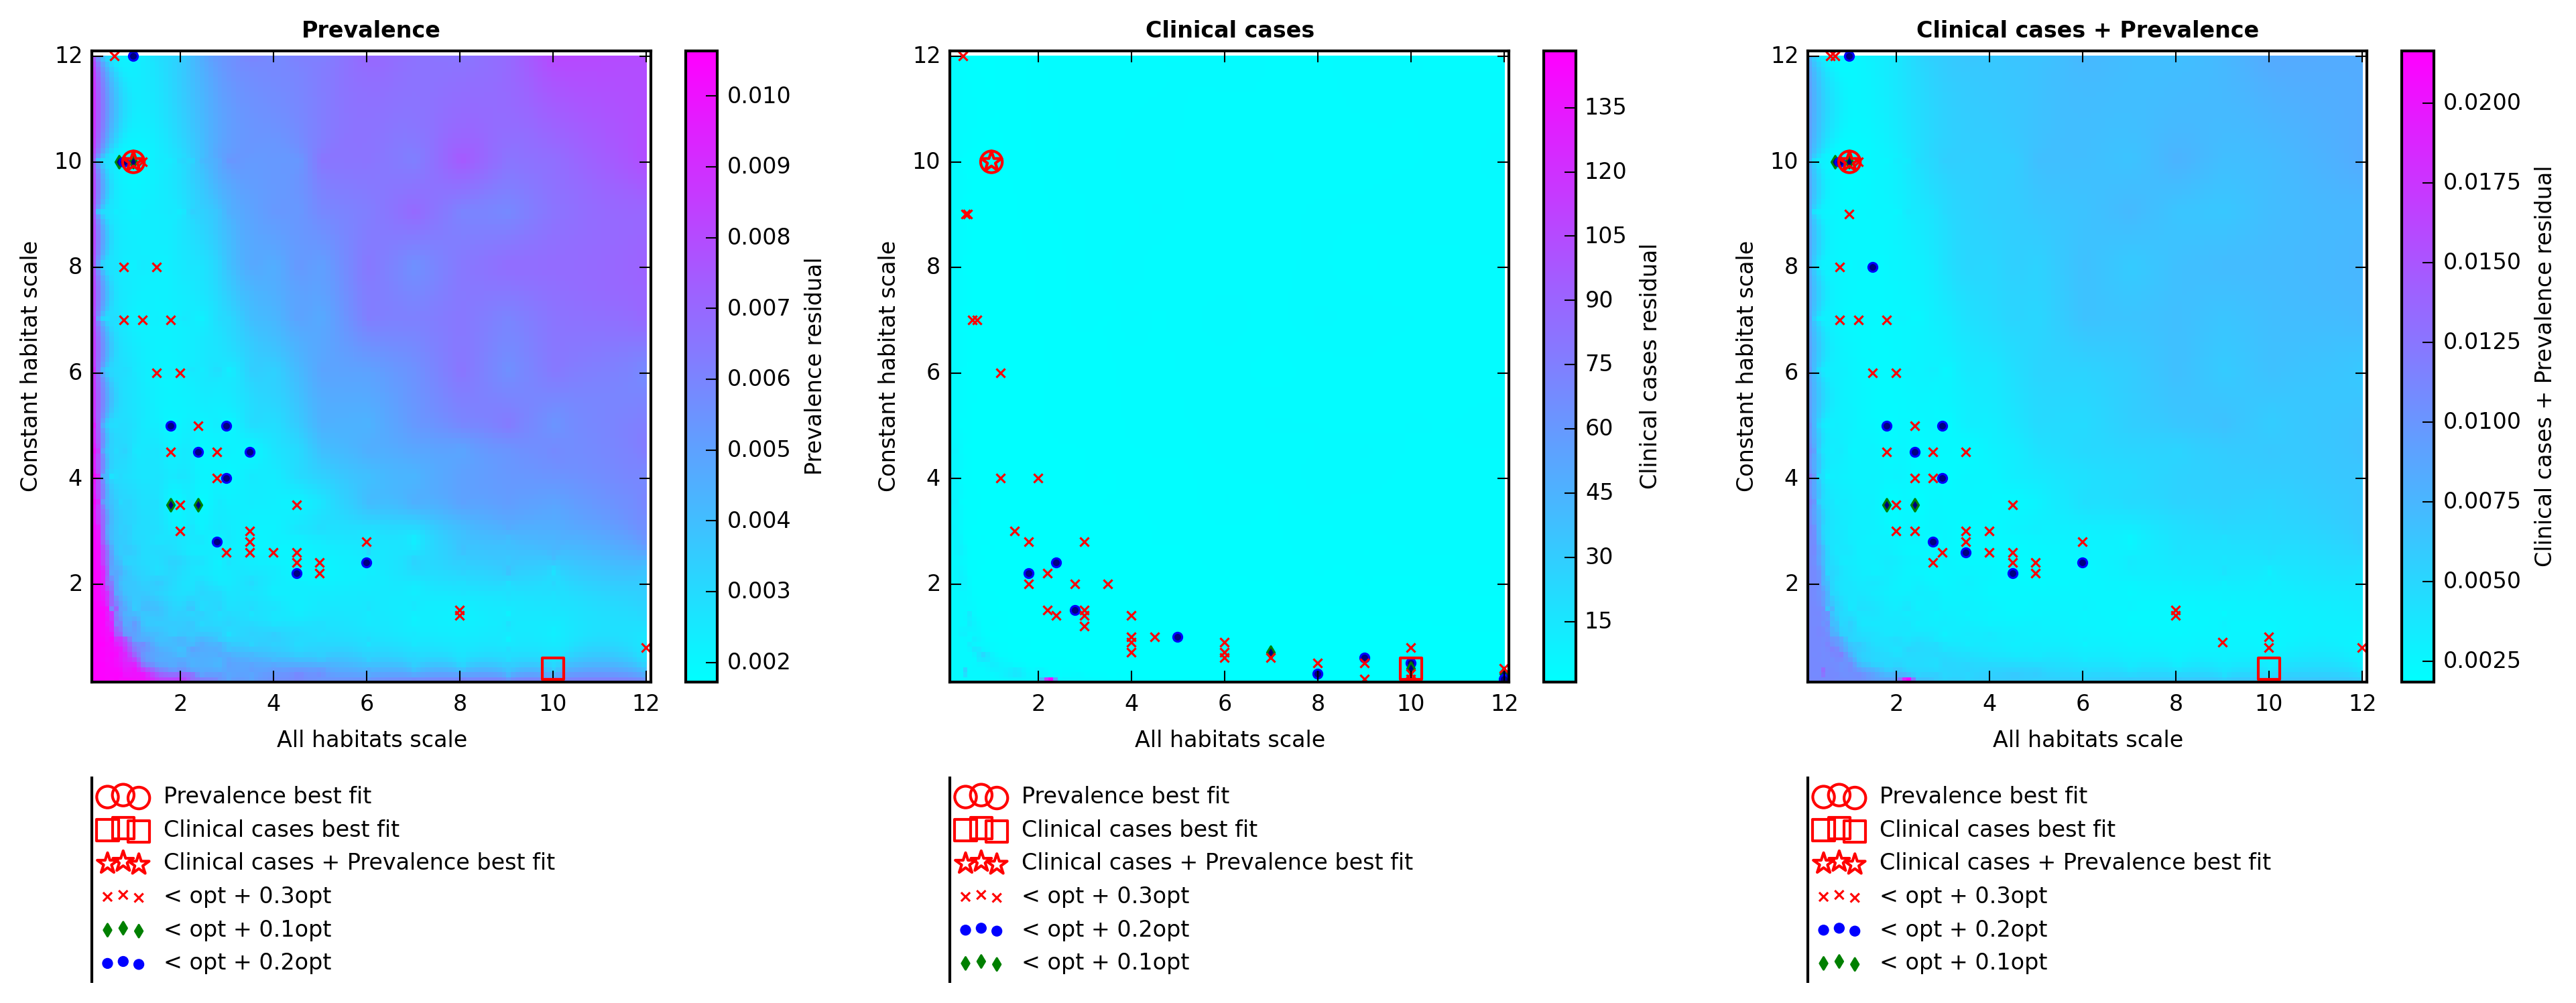 Prevalence
Clinical cases
Clinical cases + Prevalence
12
10
8
6
4
2
Constant habitat scale
2 4 6 8 10 12
All habitats scale
0.010
0.009
0.008
0.007
0.006
0.005
0.004
0.003
0.002
Prevalence residual
12
10
8
6
4
2
Constant habitat scale
2 4 6 8 10 12
All habitats scale
135
120
105
90
75
60
45
30
15
Clinical cases residual
12
10
8
6
4
2
Constant habitat scale
2 4 6 8 10 12
All habitats scale
0.0200
0.0175
0.0150
0.0125
0.0100
0.0075
0.0050
0.0025
Clinical cases + Prevalence residual
Prevalence best fit
Clinical cases best fit
Clinical cases + Prevalence best fit
< opt + 0.3opt
< opt + 0.1opt
< opt + 0.2opt
Prevalence best fit
Clinical cases best fit
Clinical cases + Prevalence best fit
< opt + 0.3opt
< opt + 0.2opt
< opt + 0.1opt
Prevalence best fit
Clinical cases best fit
Clinical cases + Prevalence best fit
< opt + 0.3opt
< opt + 0.2opt
< opt + 0.1opt